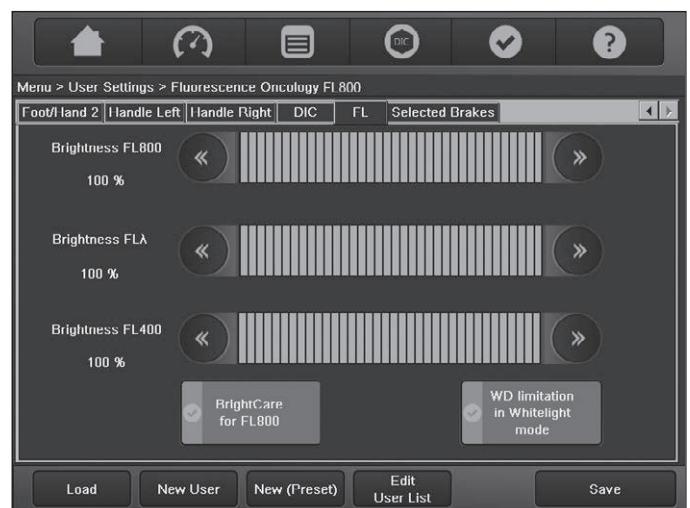 DIC
?
Menu > User Settings > Fluorescence Oncology FL800
Foot/Hand 2 Handle Left Handle Right DIC FL Selected Brakes
Brightness FL800
100 %
Brightness FLλ
100 %
Brightness FL400
100 %
BrightCare
for FL800
WD limitation
in Whitelight
mode
Load New User New (Preset) Edit
User List Save